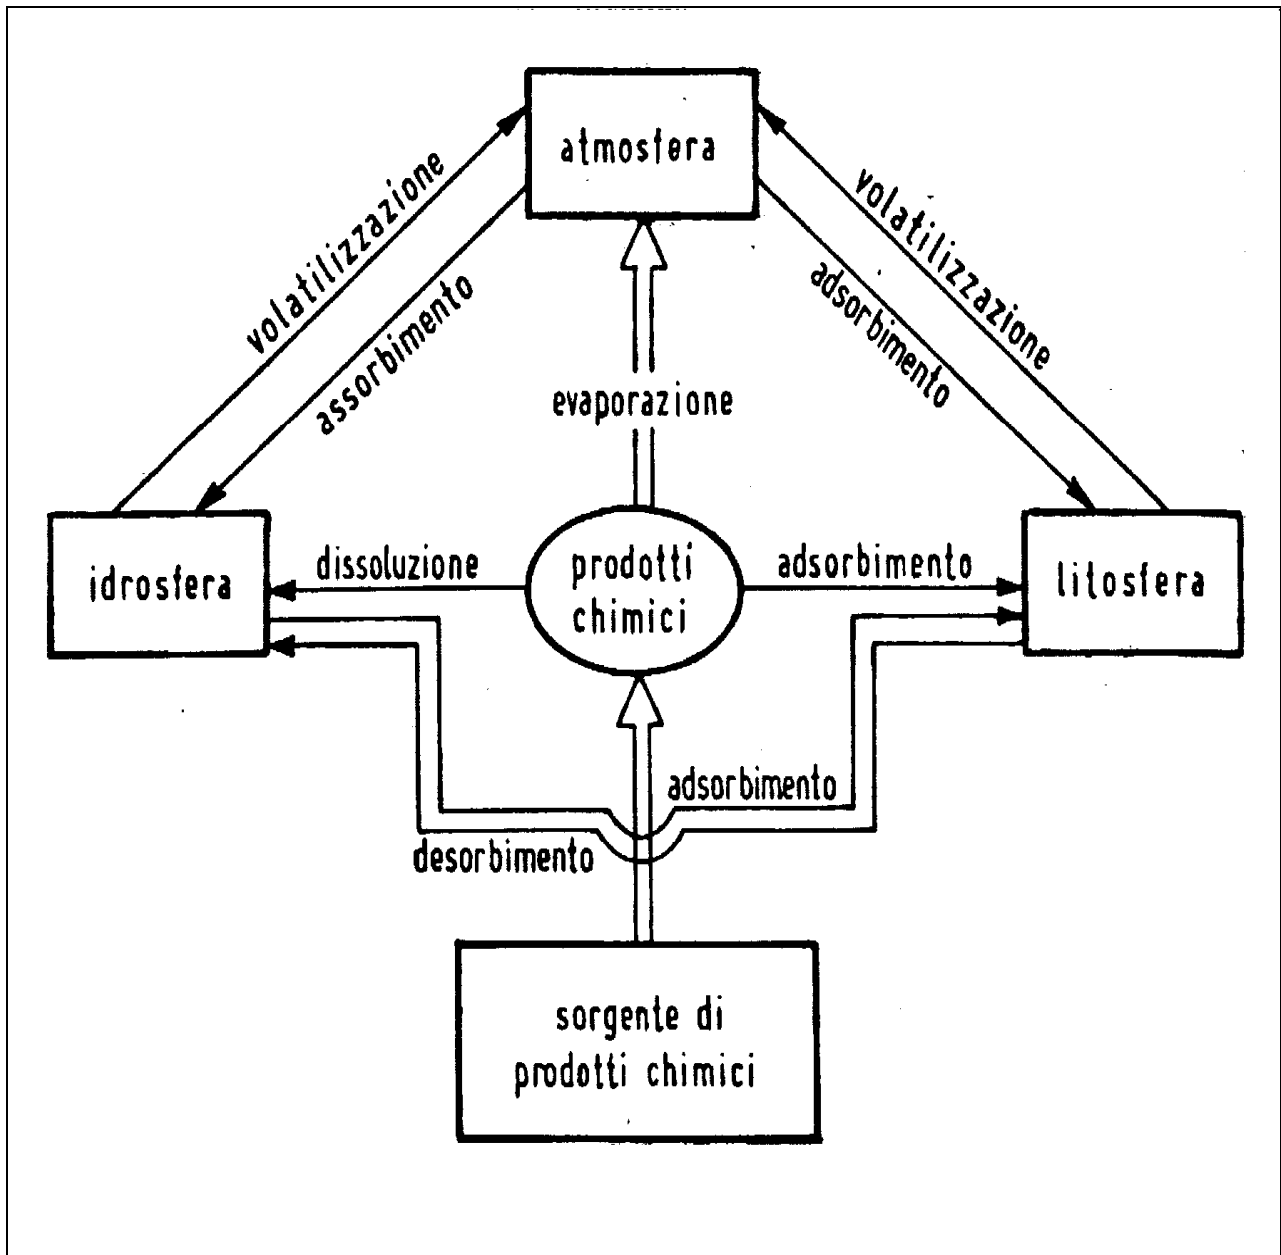 atmosfera
volatilizzazione
volatilizzazione
assorbimento
adsorbimento
evaporazione
idrosfera
dissoluzione
prodotti
chimici
adsorbimento
litosfera
adsorbimento
desorbimento
sorgente di
prodotti chimici